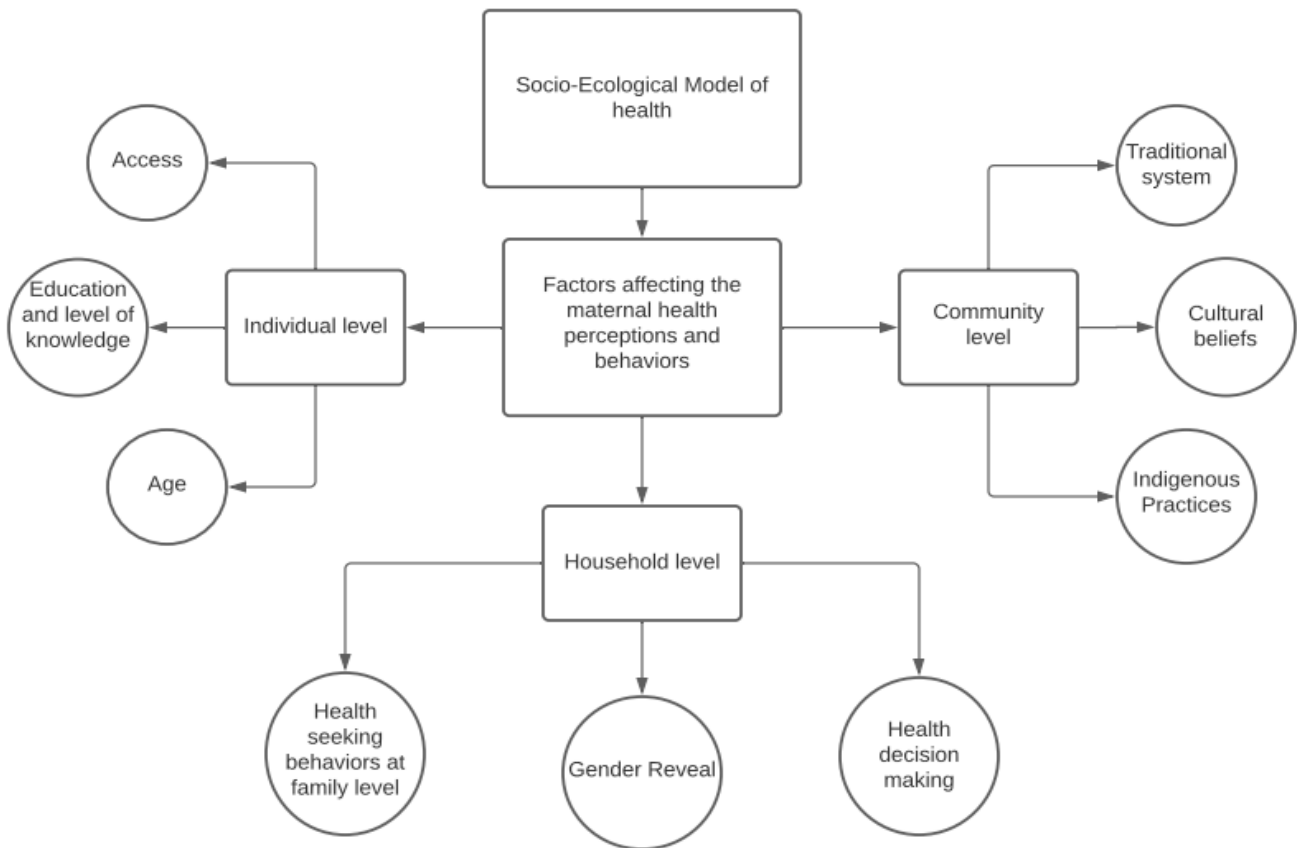 Socio-Ecological Model of
health
Access
Traditional
system
Education
and level of
knowledge
Individual level
Factors affecting the
maternal health
perceptions and
behaviors
Community
level
Cultural
beliefs
Age
Indigenous
Practices
Household level
Health
seeking
behaviors at
family level
Gender Reveal
Health
decision
making